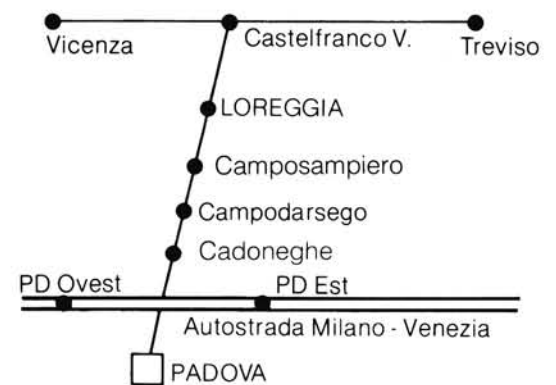 Vicenza
Castelfranco V.
Treviso
LOREGGIA
Camposampiero
Campodarsego
Cadoneghe
PD Ovest
PD Est
Autostrada Milano - Venezia
PADOVA